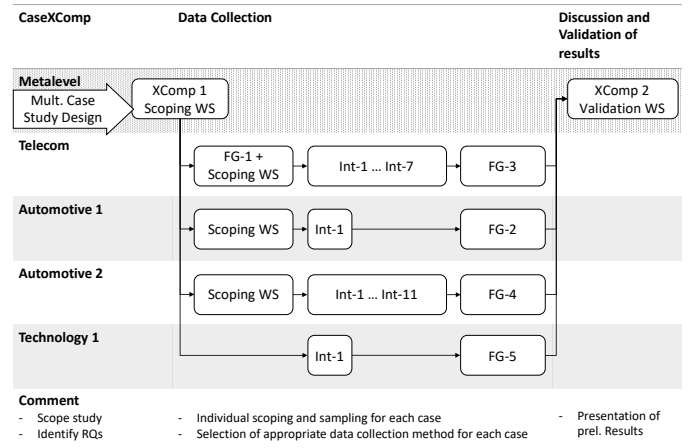 CaseXComp
Data Collection
Discussion and
Validation of
results
Metalevel
Mult. Case
Study Design
XComp 1
Scoping WS
XComp 2
Validation WS
Telecom
FG-1 +
Scoping WS
Int-1 ... Int-7
FG-3
Automotive 1
Scoping WS
Int-1
FG-2
Automotive 2
Scoping WS
Int-1 ... Int-11
FG-4
Technology 1
Int-1
FG-5
Comment
- Scope study
- Identify RQs
- Individual scoping and sampling for each case
- Selection of appropriate data collection method for each case
- Presentation of
prel. Results